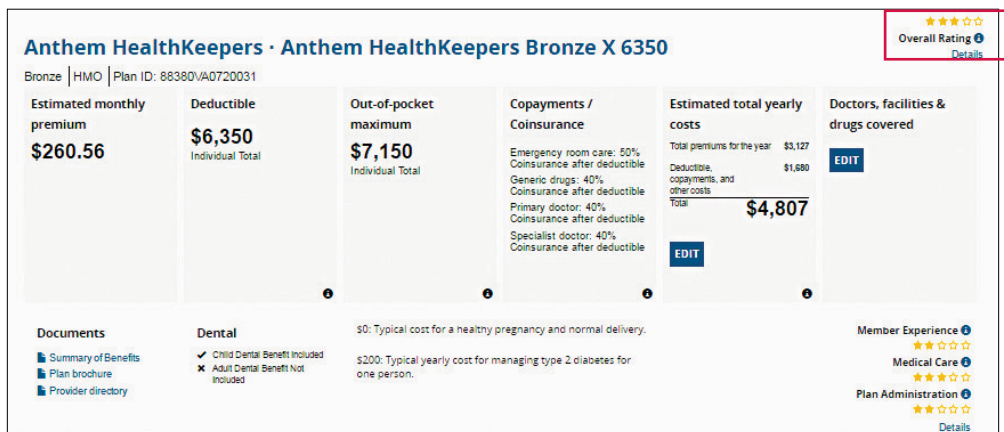 Overall Rating
Details
Anthem HealthKeepers · Anthem HealthKeepers Bronze X 6350
Bronze | HMO | Plan ID: 88380VA0720031
Estimated monthly
premium
$260.56
Deductible
$6,350
Individual Total
Out-of-pocket
maximum
$7,150
Individual Total
Copayments /
Coinsurance
Emergency room care: 50%
Coinsurance after deductible
Generic drugs: 40%
Coinsurance after deductible
Primary doctor: 40%
Coinsurance after deductible
Specialist doctor: 40%
Coinsurance after deductible
Estimated total yearly
costs
Total premiums for the year $3,127
Deductible, $1,680
copayments, and
other costs
Total $4,807
EDIT
Doctors, facilities &
drugs covered
EDIT
Documents
Summary of Benefits
Plan brochure
Provider directory
Dental
Child Dental Benefit Included
Adult Dental Benefit Not
Included
$0: Typical cost for a healthy pregnancy and normal delivery.
$200: Typical yearly cost for managing type 2 diabetes for
one person.
Member Experience
Medical Care
Plan Administration
Details